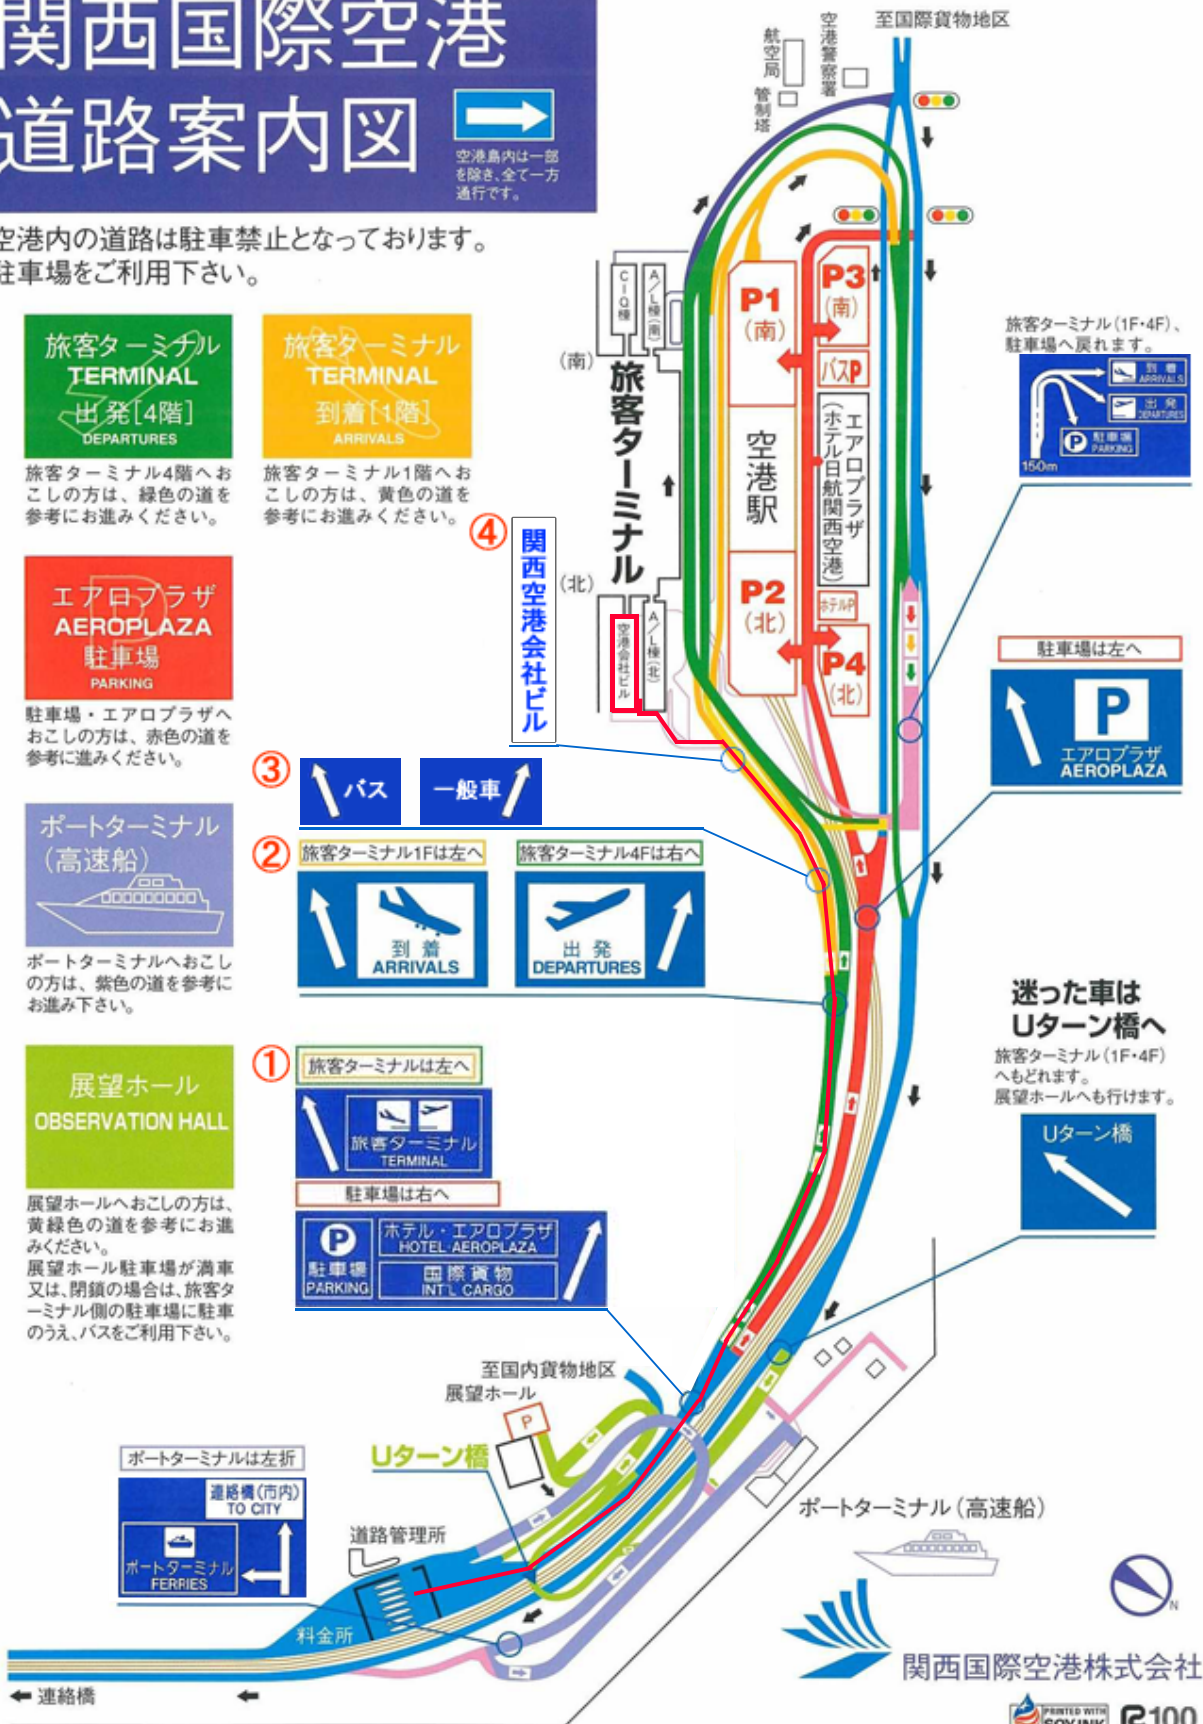 関西国際空港
道路案内図
空港島内は一部
を除き、全て一方
通行です。
空港内の道路は駐車禁止となっております。
駐車場をご利用下さい。
旅客ターミナル
TERMINAL
出発[4階]
DEPARTURES
旅客ターミナル4階へお
こしの方は、緑色の道を
参考にお進みください。
旅客ターミナル
TERMINAL
到着[1階]
ARRIVALS
旅客ターミナル1階へお
こしの方は、黄色の道を
参考にお進みください。
エアロプラザ
AEROPLAZA
駐車場
PARKING
駐車場・エアロプラザへ
おこしの方は、赤色の道を
参考に進みください。
ポートターミナル
(高速船)
ポートターミナルへおこし
の方は、紫色の道を参考に
お進み下さい。
展望ホール
OBSERVATION HALL
展望ホールへおこしの方は、
黄緑色の道を参考にお進
みください。
展望ホール駐車場が満車
又は、閉鎖の場合は、旅客タ
ーミナル側の駐車場に駐車
のうえ、バスをご利用下さい。
④
関西空港会社ビル
③
バス
一般車
②
旅客ターミナル1Fは左へ
到着
ARRIVALS
旅客ターミナル4Fは右へ
出発
DEPARTURES
①
旅客ターミナルは左へ
旅客ターミナル
TERMINAL
駐車場は右へ
P
駐車場
PARKING
ホテル・エアロプラザ
HOTEL・AEROPLAZA
国際貨物
INT'L CARGO
至国際貨物地区
空港警察署
航空局
管制塔
CIQ棟
A/L棟(南)
(南)
旅客ターミナル
(北)
空港会社ビル
A/L棟(北)
P1
(南)
空港駅
P2
(北)
P3
(南)
バスP
エアロプラザ
(ホテル日航関西空港)
ホテルP
P4
(北)
旅客ターミナル(1F・4F)、
駐車場へ戻れます。
到着
ARRIVALS
出発
DEPARTURES
P
駐車場
PARKING
150m
駐車場は左へ
P
エアロプラザ
AEROPLAZA
迷った車は
Uターン橋へ
旅客ターミナル(1F・4F)
へもどれます。
展望ホールへも行けます。
Uターン橋
至国内貨物地区
展望ホール
P
Uターン橋
ポートターミナルは左折
連絡橋(市内)
TO CITY
ポートターミナル
FERRIES
道路管理所
料金所
連絡橋
ポートターミナル(高速船)
N
関西国際空港株式会社
PRINTED WITH
SOY INK
R100